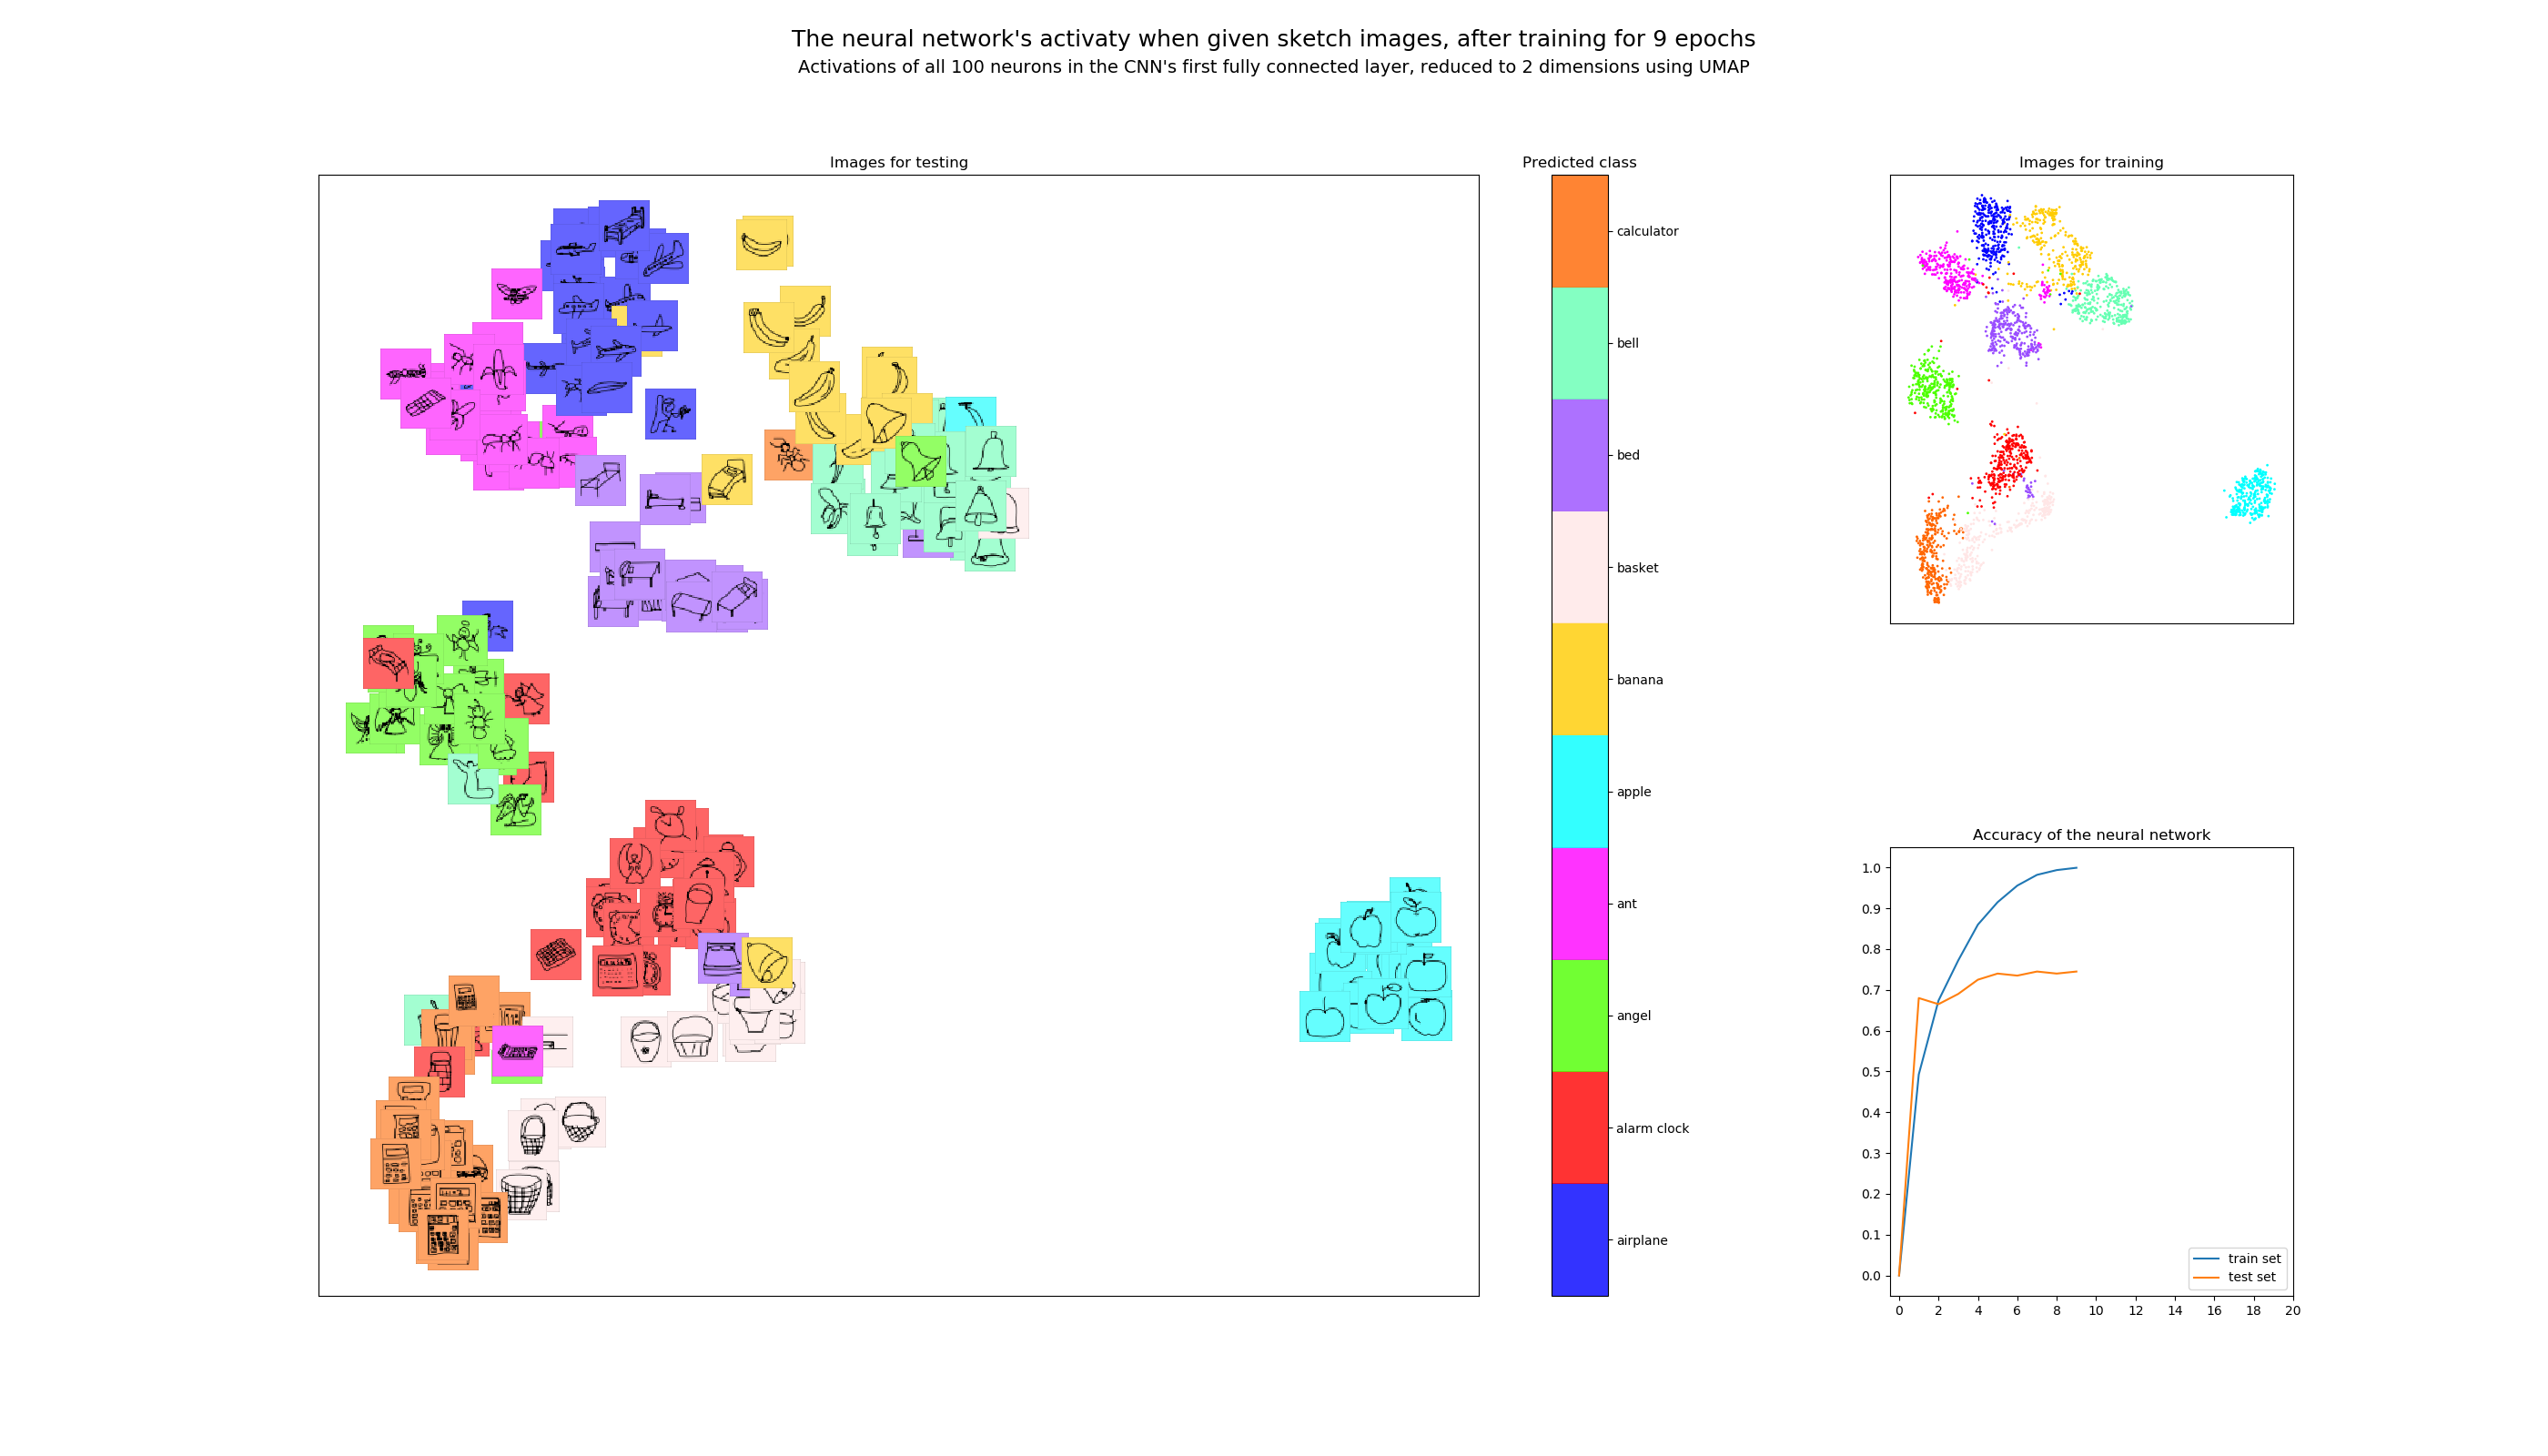 The neural network's activaty when given sketch images, after training for 9 epochs
Activations of all 100 neurons in the CNN's first fully connected layer, reduced to 2 dimensions using UMAP
Images for testing
Predicted class
calculator
bell
bed
basket
banana
apple
ant
angel
alarm clock
airplane
Images for training
Accuracy of the neural network
1.0
0.9
0.8
0.7
0.6
0.5
0.4
0.3
0.2
0.1
0.0
train set
test set
0 2 4 6 8 10 12 14 16 18 20